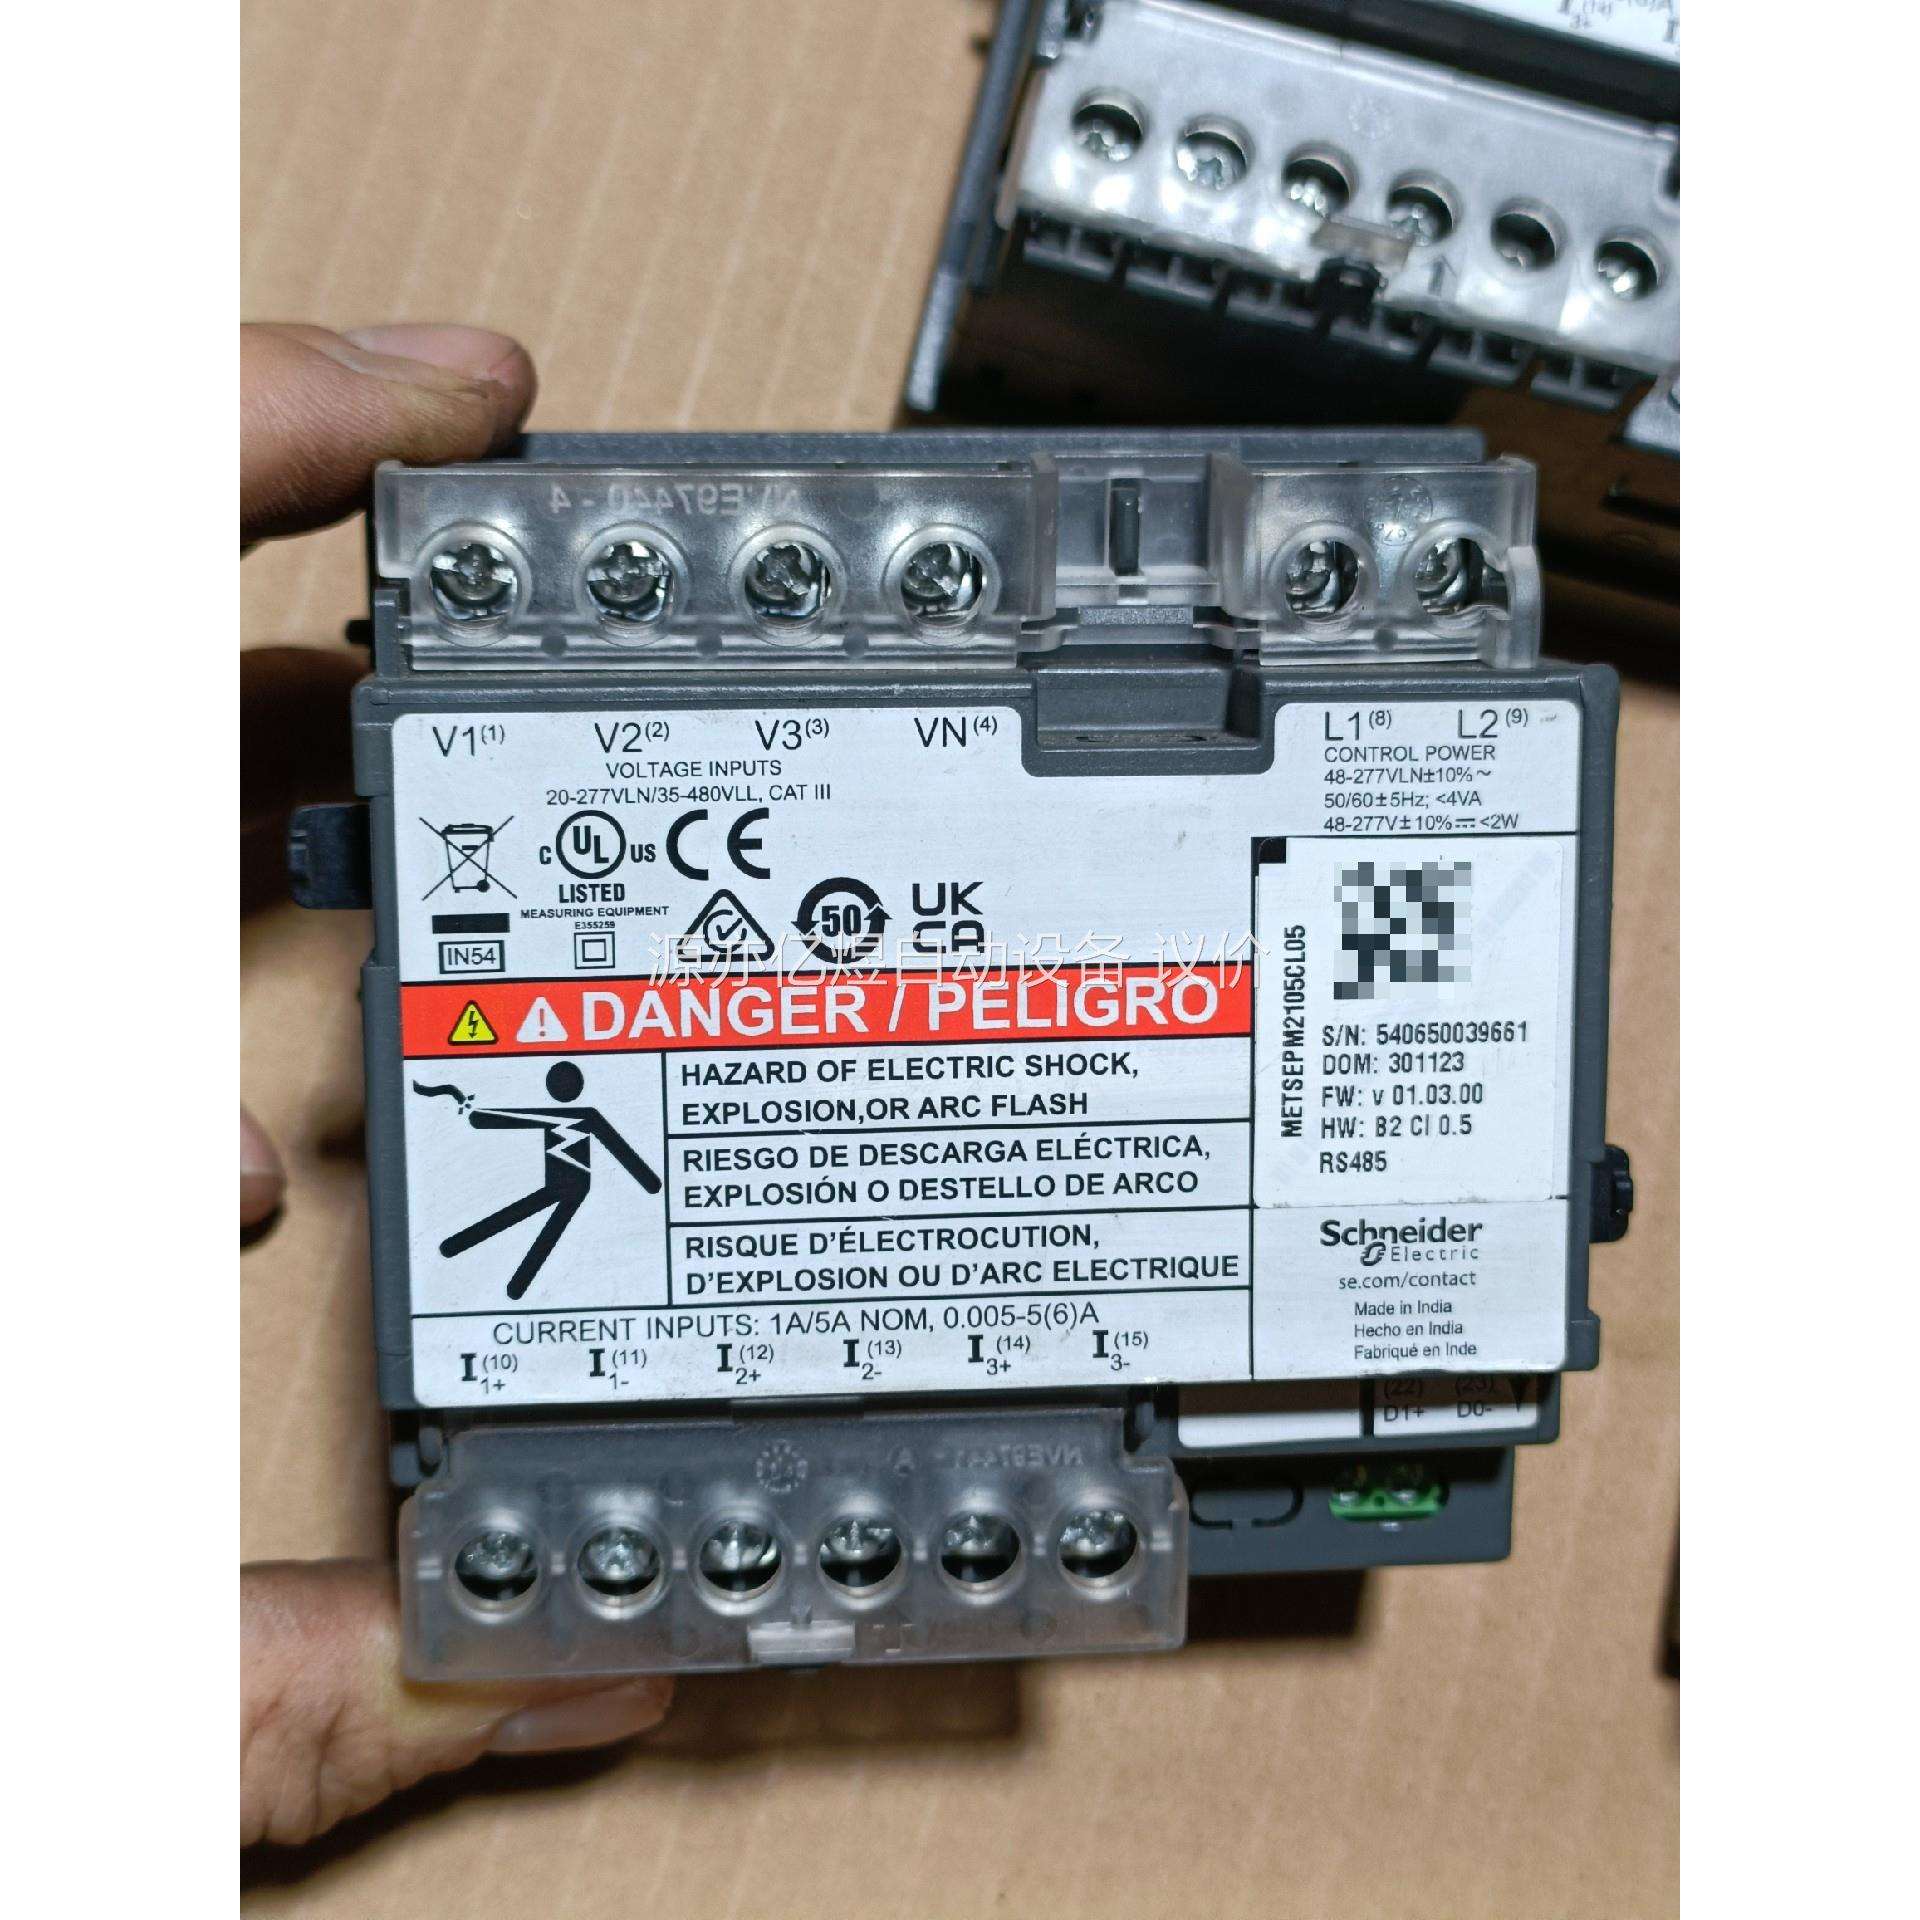 V1(1) V2(2) V3(3) VN(4)
VOLTAGE INPUTS
20-277VLN/35-480VLL, CAT III
L1(8) L2(9)
CONTROL POWER
48-277VLN±10%~
50/60±5Hz; <4VA
48-277V±10%⎓<2W
C UL US
LISTED
MEASURING EQUIPMENT
E355259
CE
IN54
50
UK
CA
源亦亿煜自动设备 议价
DANGER / PELIGRO
HAZARD OF ELECTRIC SHOCK,
EXPLOSION,OR ARC FLASH
RIESGO DE DESCARGA ELÉCTRICA,
EXPLOSIÓN O DESTELLO DE ARCO
RISQUE D'ÉLECTROCUTION,
D'EXPLOSION OU D'ARC ELECTRIQUE
METSEPM2105CL05
S/N: 540650039661
DOM: 301123
FW: v 01.03.00
HW: B2 Cl 0.5
RS485
Schneider
Electric
se.com/contact
Made in India
Hecho en India
Fabriqué en Inde
CURRENT INPUTS: 1A/5A NOM, 0.005-5(6)A
I1+(10) I1-(11) I2+(12) I2-(13) I3+(14) I3-(15)
(22) (23)
D1+ D0-